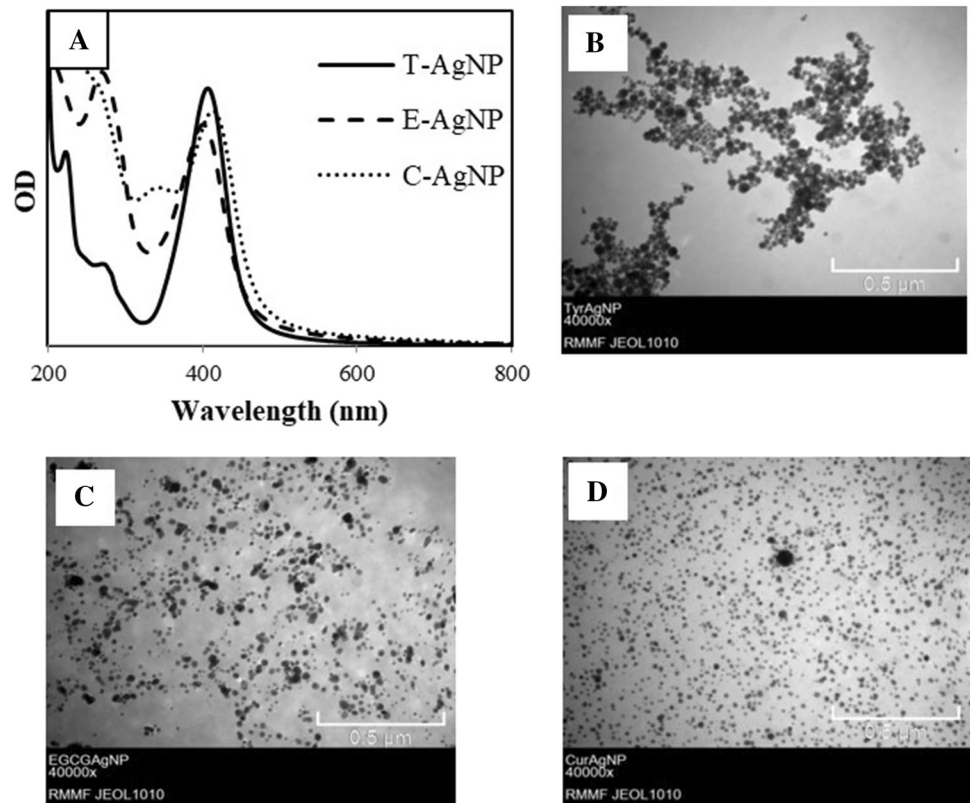 A
T-AgNP
E-AgNP
C-AgNP
OD
200
400
600
800
Wavelength (nm)
B
0.5 μm
TyrAgNP
40000x
RMMF JEOL1010
C
0.5 μm
EGCGAgNP
40000x
RMMF JEOL1010
D
0.5 μm
CurAgNP
40000x
RMMF JEOL1010